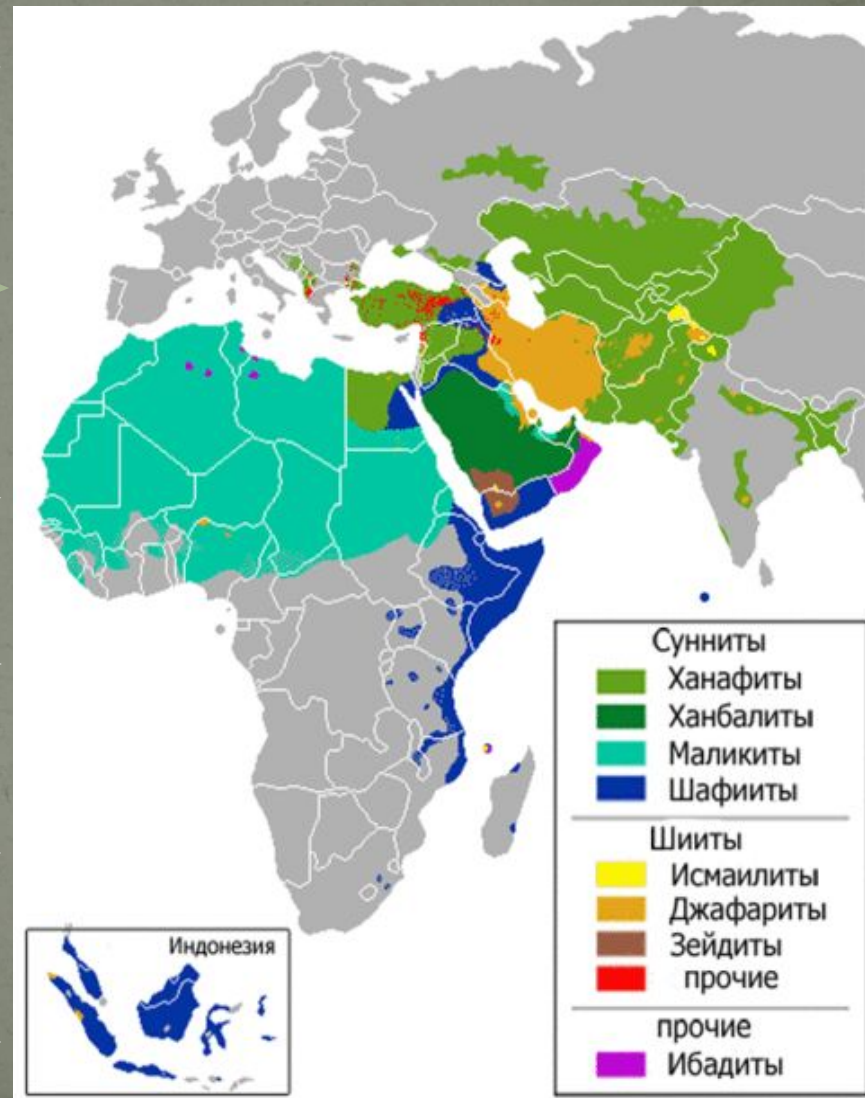 Сунниты
Ханафиты
Ханбалиты
Маликиты
Шафииты
Шииты
Исмаилиты
Джафариты
Зейдиты
прочие
прочие
Ибадиты
Индонезия